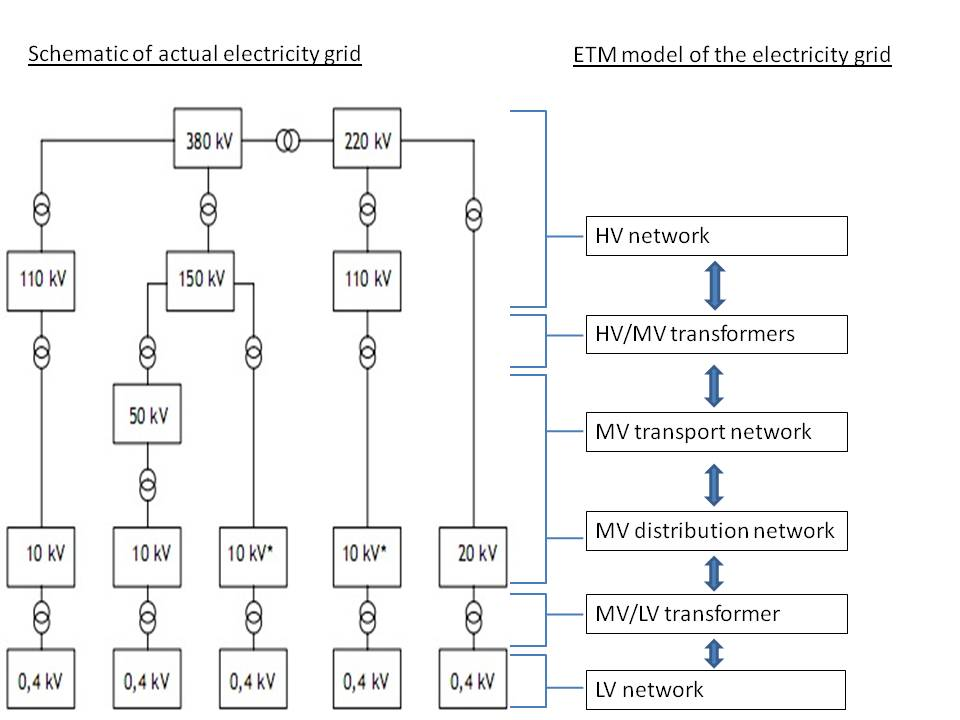 Schematic of actual electricity grid
ETM model of the electricity grid
380 kV
220 kV
HV network
110 kV
150 kV
110 kV
HV/MV transformers
50 kV
MV transport network
10 kV
10 kV
10 kV*
10 kV*
20 kV
MV distribution network
MV/LV transformer
0,4 kV
0,4 kV
0,4 kV
0,4 kV
0,4 kV
LV network